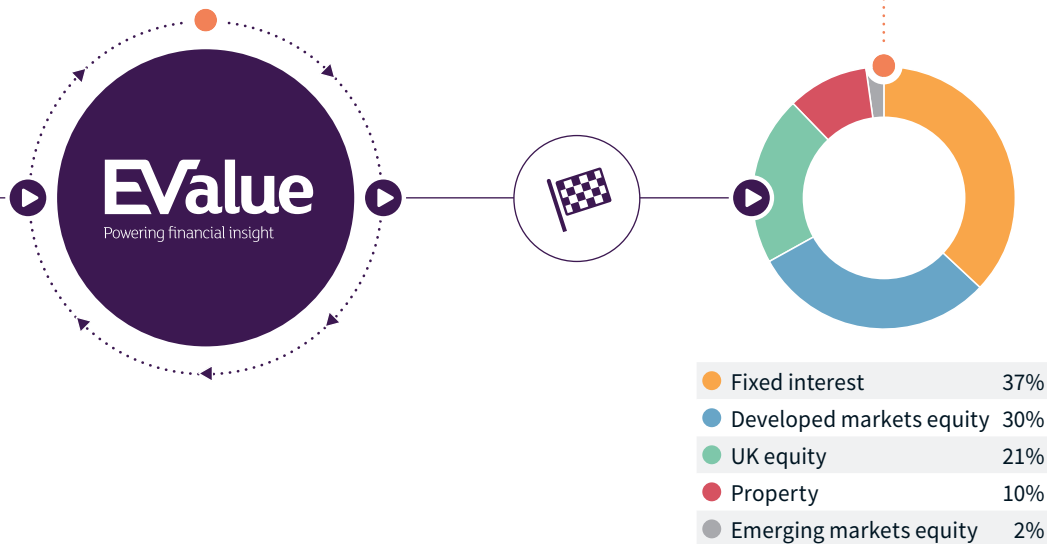 EValue
Powering financial insight
Fixed interest 37%
Developed markets equity 30%
UK equity 21%
Property 10%
Emerging markets equity 2%